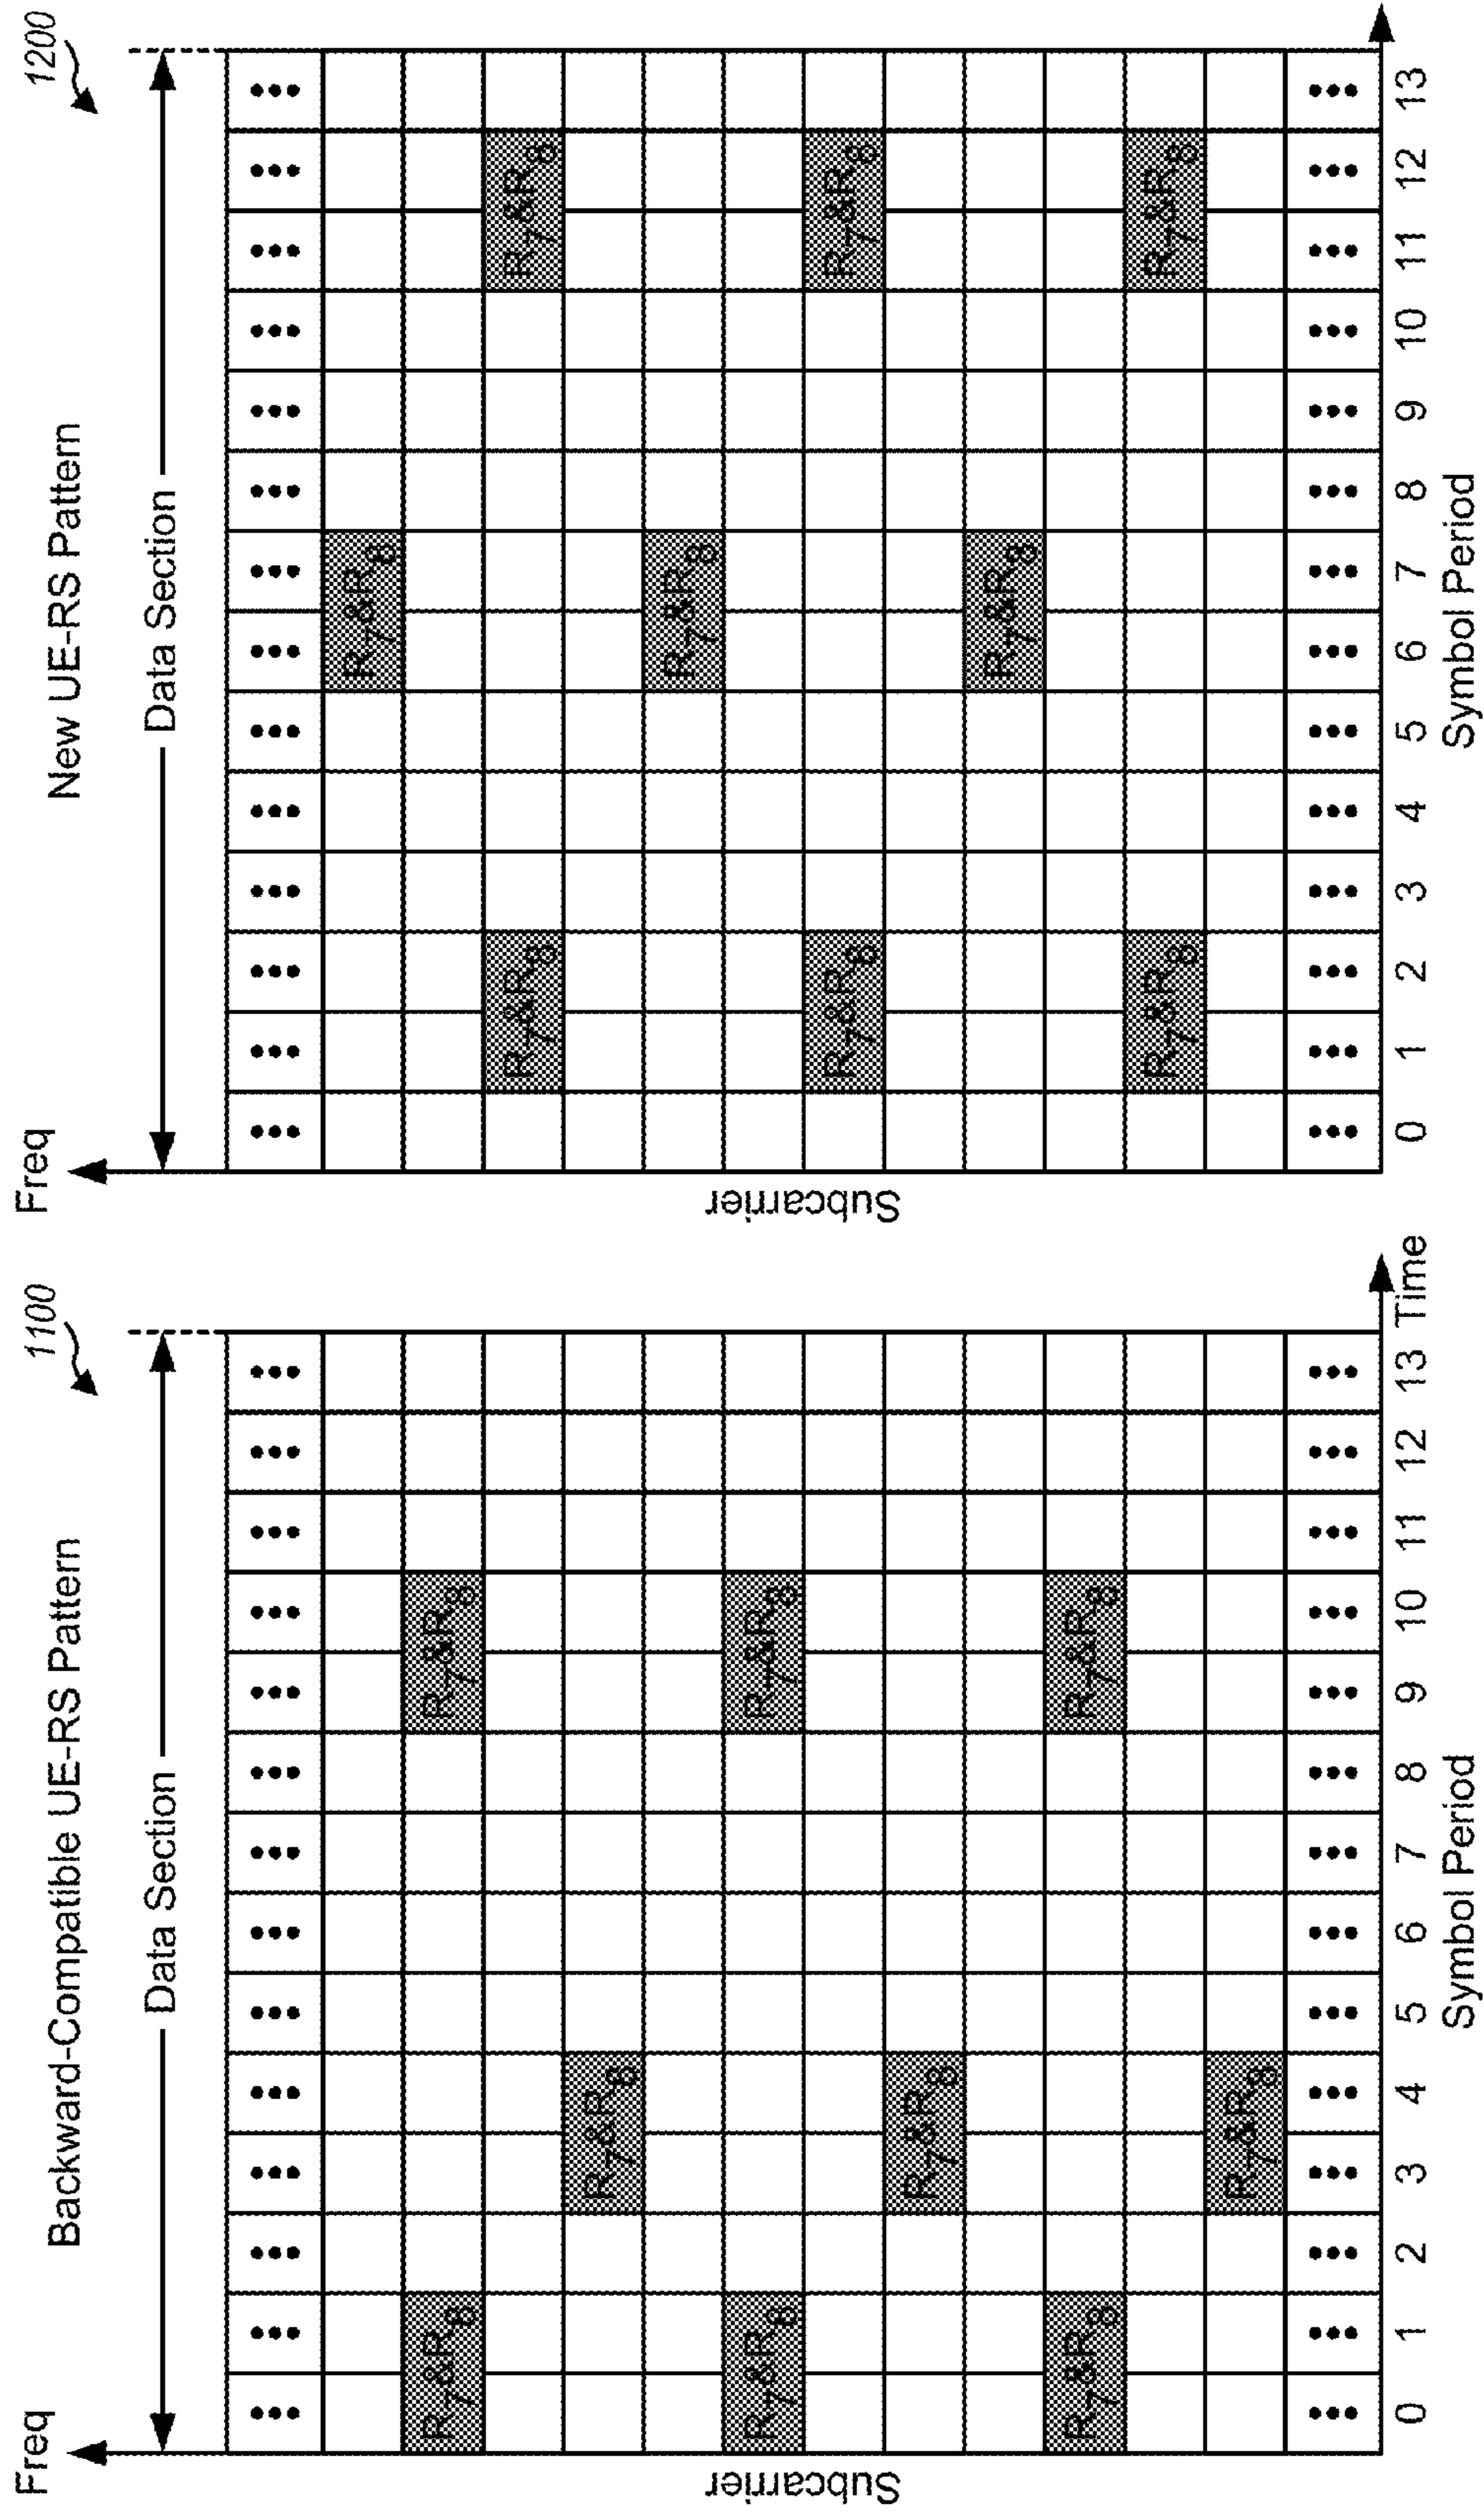 Backward-Compatible UE-RS Pattern
1100
Freq
Data Section
Subcarrier
R7&R8 R7&R8
R7&R8
R7&R8 R7&R8
R7&R8
R7&R8 R7&R8
R7&R8
0 1 2 3 4 5 6 7 8 9 10 11 12 13 Time
Symbol Period
New UE-RS Pattern
1200
Freq
Data Section
Subcarrier
R7&R8
R7&R8 R7&R8
R7&R8
R7&R8 R7&R8
R7&R8
R7&R8 R7&R8
0 1 2 3 4 5 6 7 8 9 10 11 12 13
Symbol Period